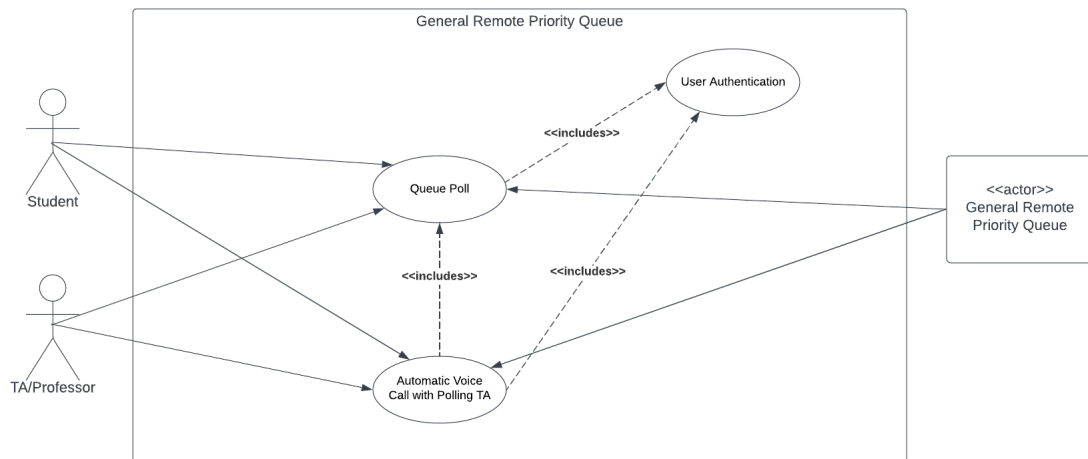 General Remote Priority Queue
User Authentication
<<includes>>
Student
Queue Poll
<<actor>>
General Remote
Priority Queue
<<includes>>
<<includes>>
TA/Professor
Automatic Voice
Call with Polling TA